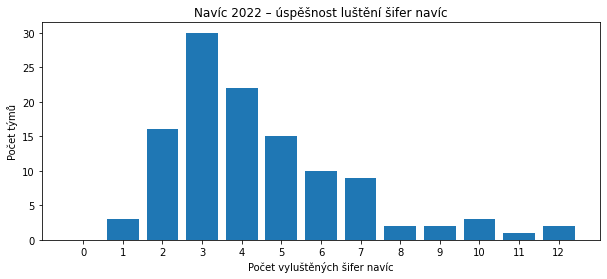 Navíc 2022 – úspěšnost luštění šifer navíc
Počet týmů
30
25
20
15
10
5
0
0 1 2 3 4 5 6 7 8 9 10 11 12
Počet vyluštěných šifer navíc